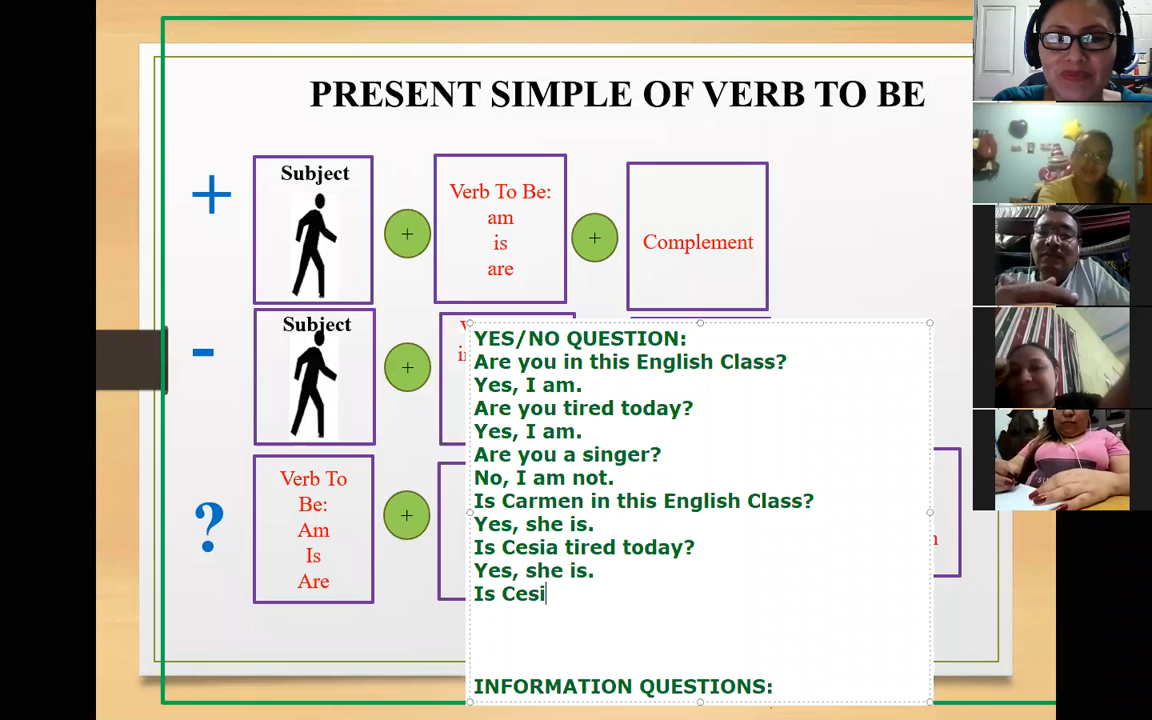 PRESENT SIMPLE OF VERB TO BE
+
Subject
+
Verb To Be:
am
is
are
+
Complement
-
Subject
+
?
Verb To
Be:
Am
Is
Are
+
YES/NO QUESTION:
Are you in this English Class?
Yes, I am.
Are you tired today?
Yes, I am.
Are you a singer?
No, I am not.
Is Carmen in this English Class?
Yes, she is.
Is Cesia tired today?
Yes, she is.
Is Cesi
INFORMATION QUESTIONS: